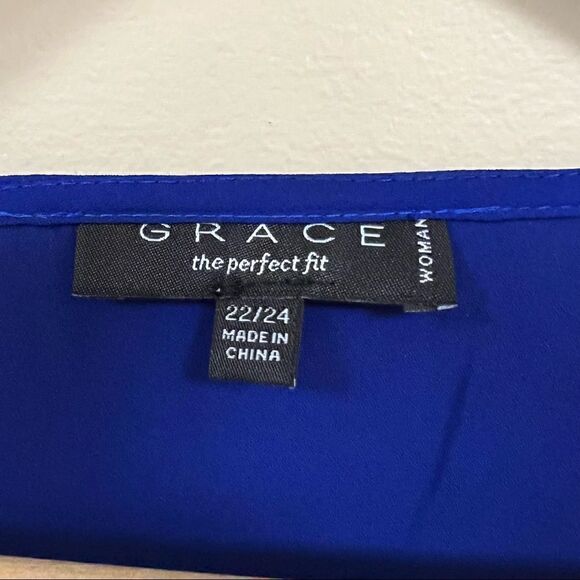 GRACE
the perfect fit
WOMAN
22/24
MADE IN
CHINA